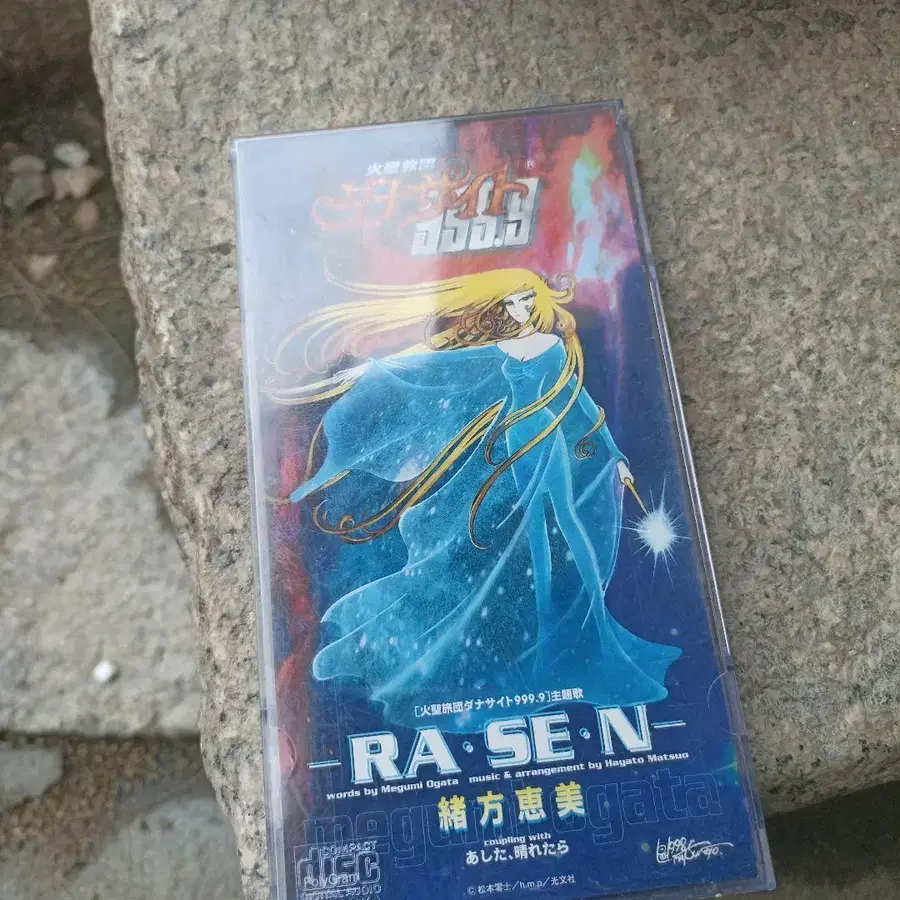 火聖旅団
ダナサイト
999.9
[火聖旅団ダナサイト999.9]主題歌
-RA・SE・N-
words by Megumi Ogata music & arrangement by Hayato Matsuo
megumi ogata
緒方恵美
coupling with
あした、晴れたら
COMPACT
disc
DIGITAL AUDIO
PolyGram
© 松本零士/h.m.p/光文社